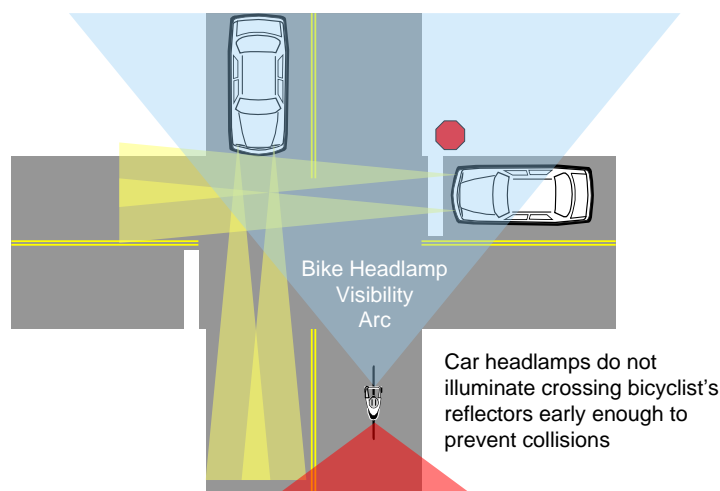 Bike Headlamp
Visibility
Arc
Car headlamps do not
illuminate crossing bicyclist’s
reflectors early enough to
prevent collisions